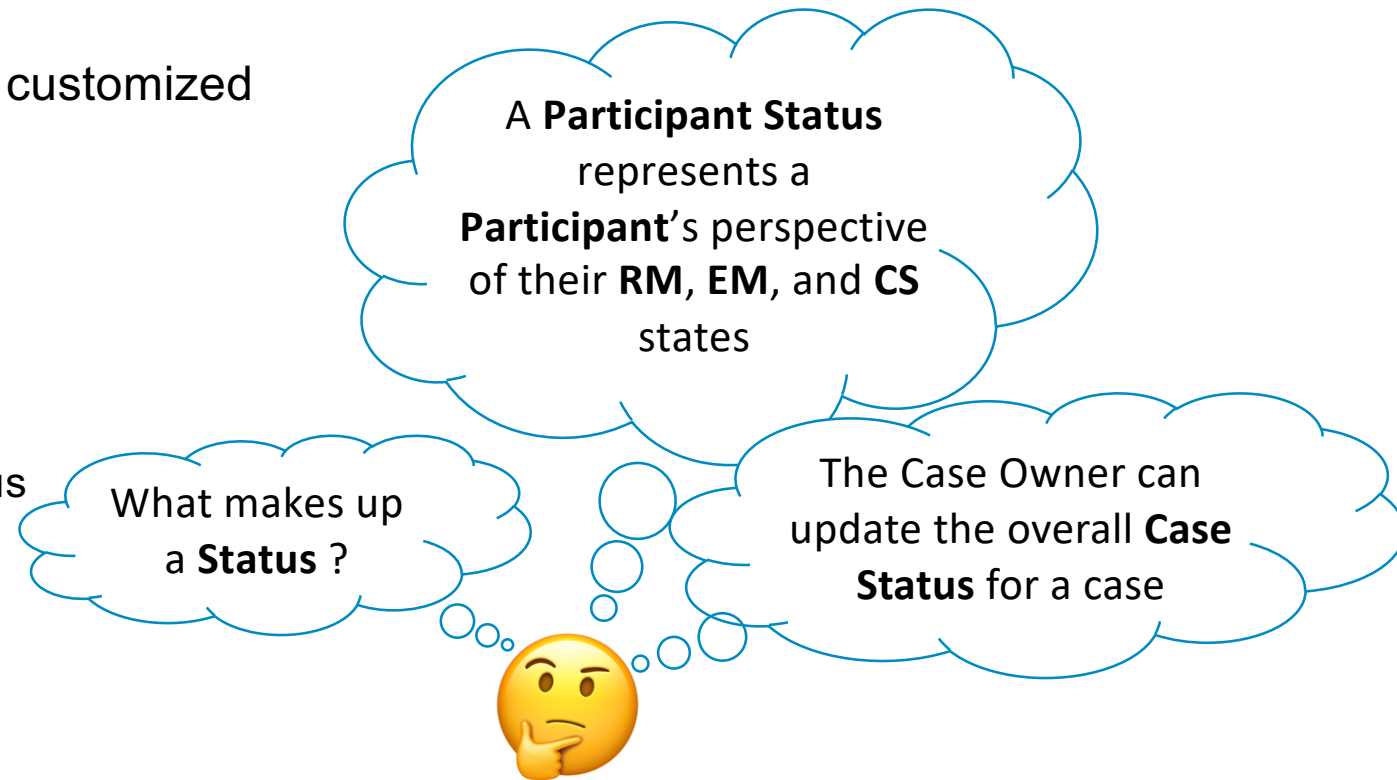 customized
A Participant Status
represents a
Participant’s perspective
of their RM, EM, and CS
states
What makes up
a Status ?
The Case Owner can
update the overall Case
Status for a case